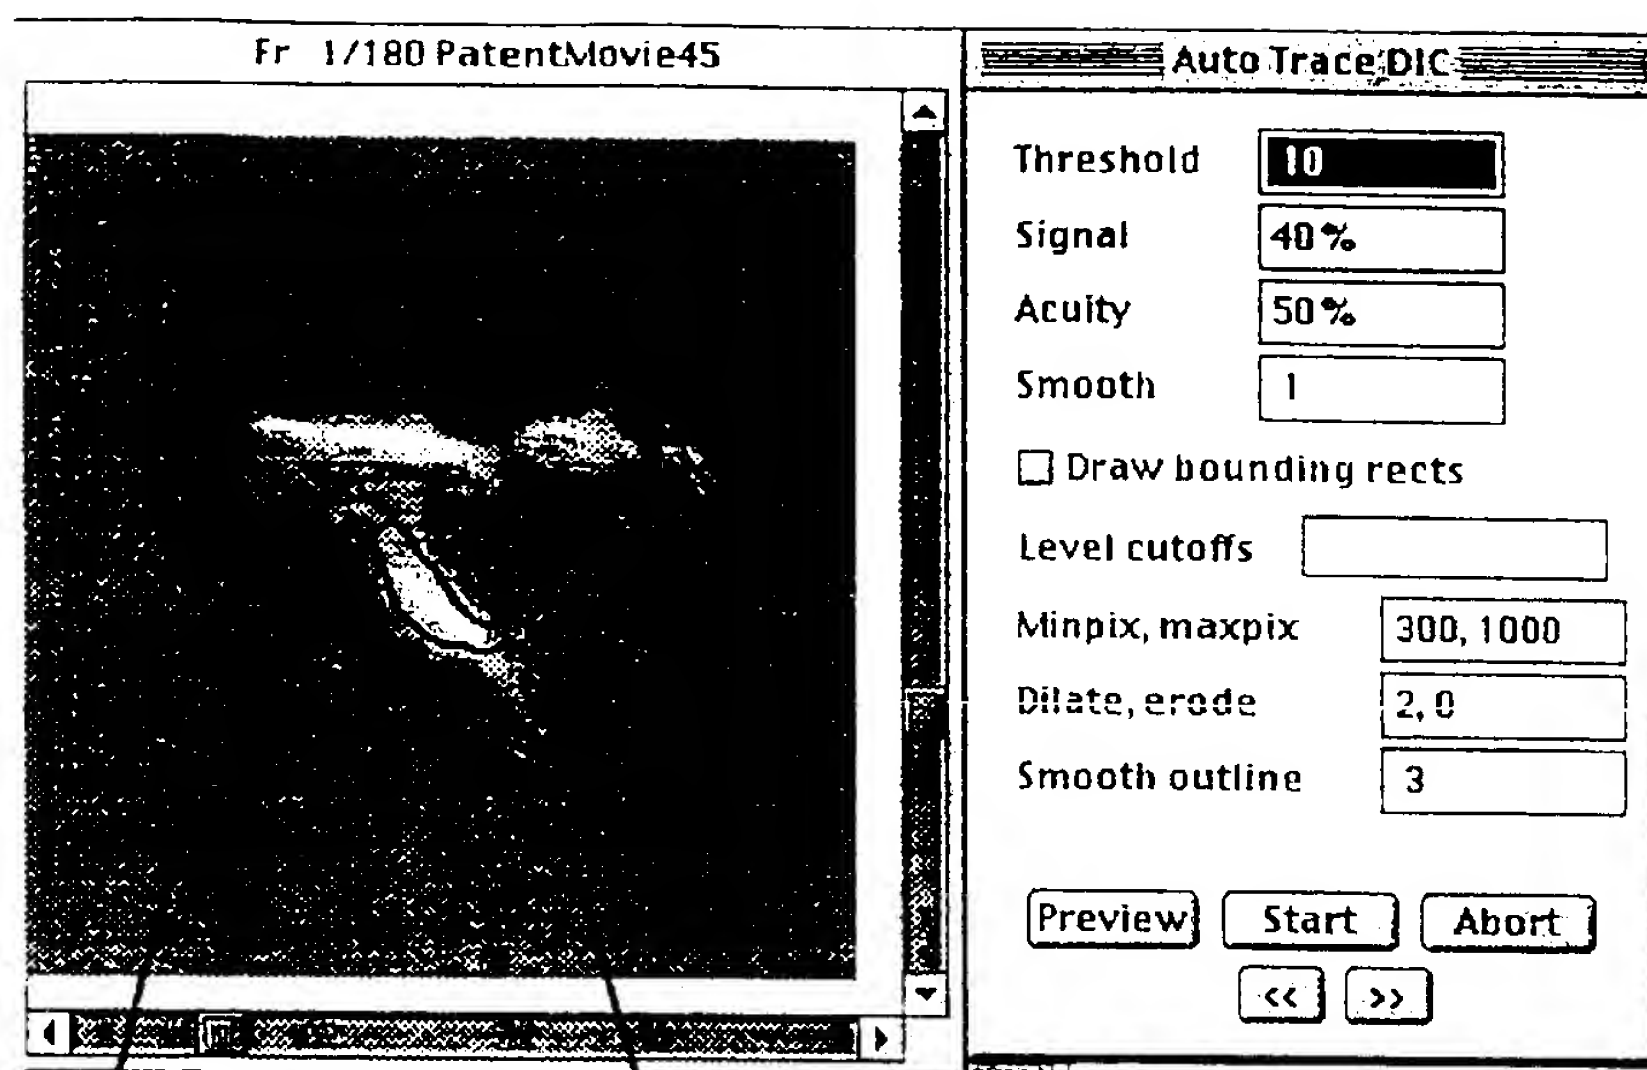 Fr 1/180 PatentMovie45
Auto Trace DIC
Threshold 10
Signal 40%
Acuity 50%
Smooth 1
Draw bounding rects
Level cutoffs
Minpix, maxpix 300, 1000
Dilate, erode 2, 0
Smooth outline 3
Preview Start Abort
<< >>